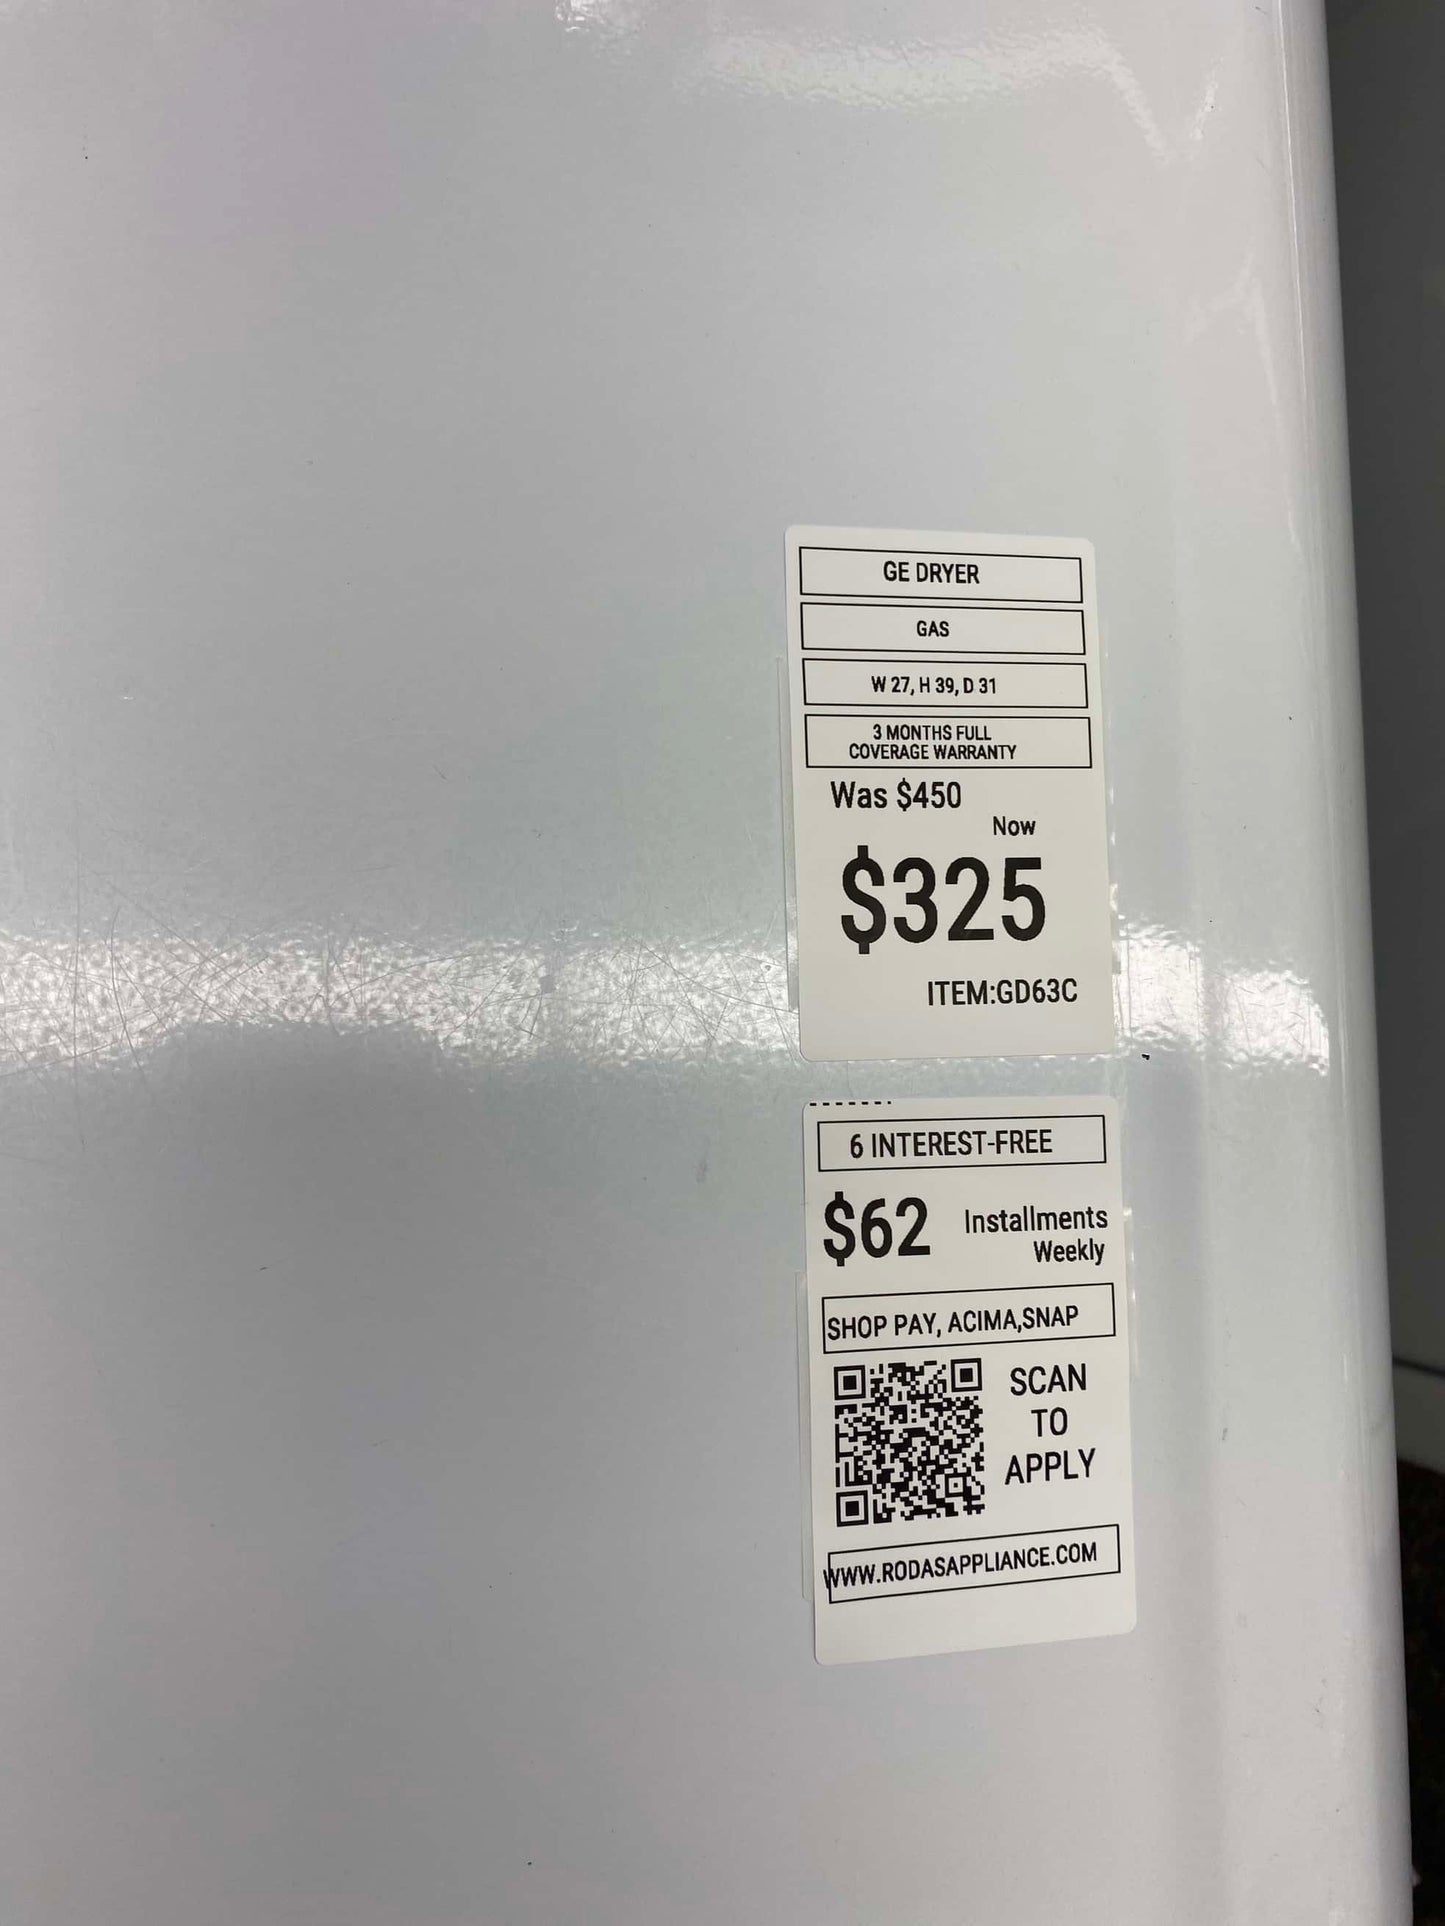 GE DRYER
GAS
W 27, H 39, D 31
3 MONTHS FULL
COVERAGE WARRANTY
Was $450
Now
$325
ITEM:GD63C
6 INTEREST-FREE
$62 Installments
Weekly
SHOP PAY, ACIMA,SNAP
SCAN
TO
APPLY
WWW.RODASAPPLIANCE.COM